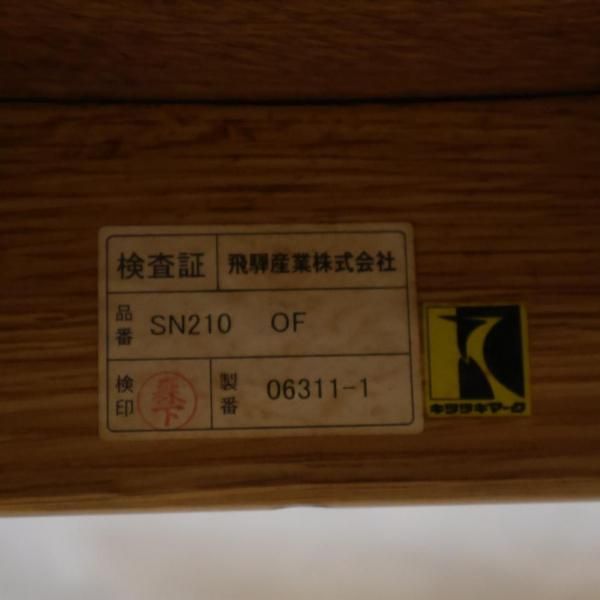 検査証 飛騨産業株式会社
品番 SN210 OF
検印 製番 06311-1
キツツキマーク